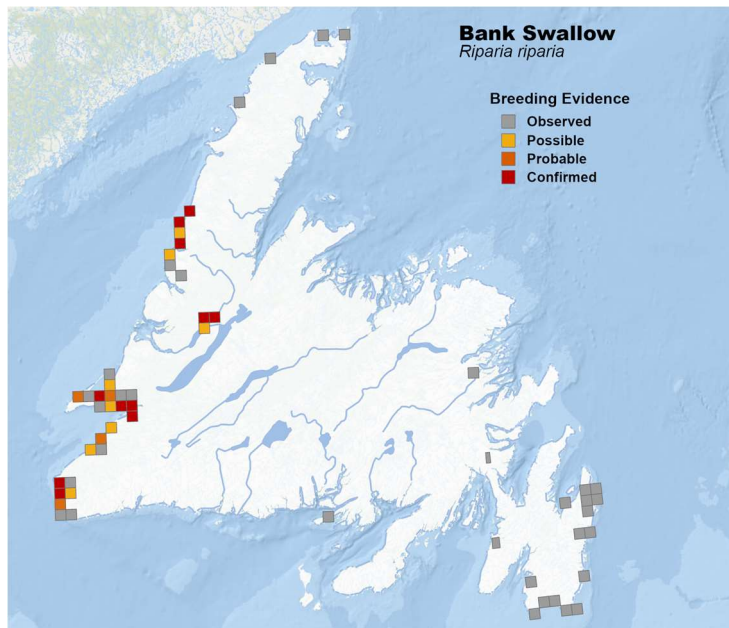 Bank Swallow
Riparia riparia
Breeding Evidence
Observed
Possible
Probable
Confirmed